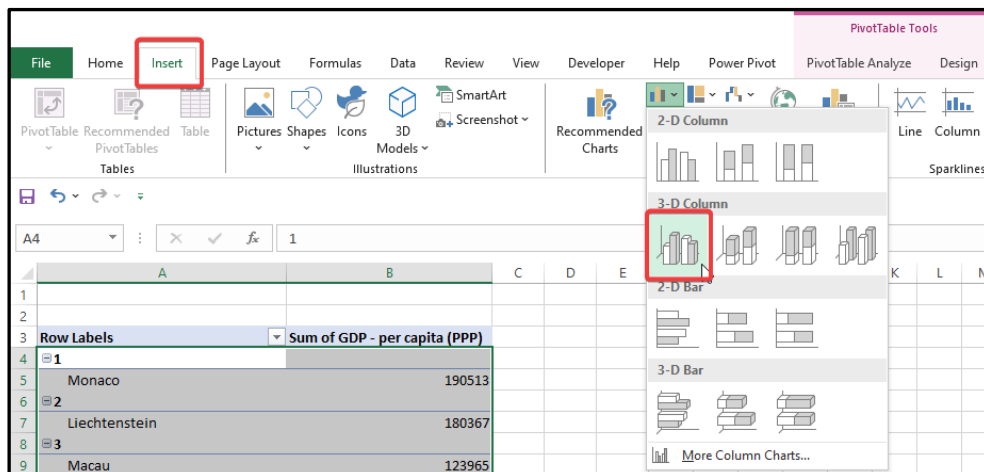 PivotTable Tools
File Home Insert Page Layout Formulas Data Review View Developer Help Power Pivot PivotTable Analyze Design
PivotTable Recommended PivotTables Table
Tables
Pictures Shapes Icons 3D Models
SmartArt
Screenshot
Illustrations
Recommended Charts
Line Column
Sparklines
2-D Column
3-D Column
2-D Bar
3-D Bar
More Column Charts...
A4 fx 1
A B C D E K L
1
2
3 Row Labels Sum of GDP - per capita (PPP)
4 1
5 Monaco 190513
6 2
7 Liechtenstein 180367
8 3
9 Macau 123965